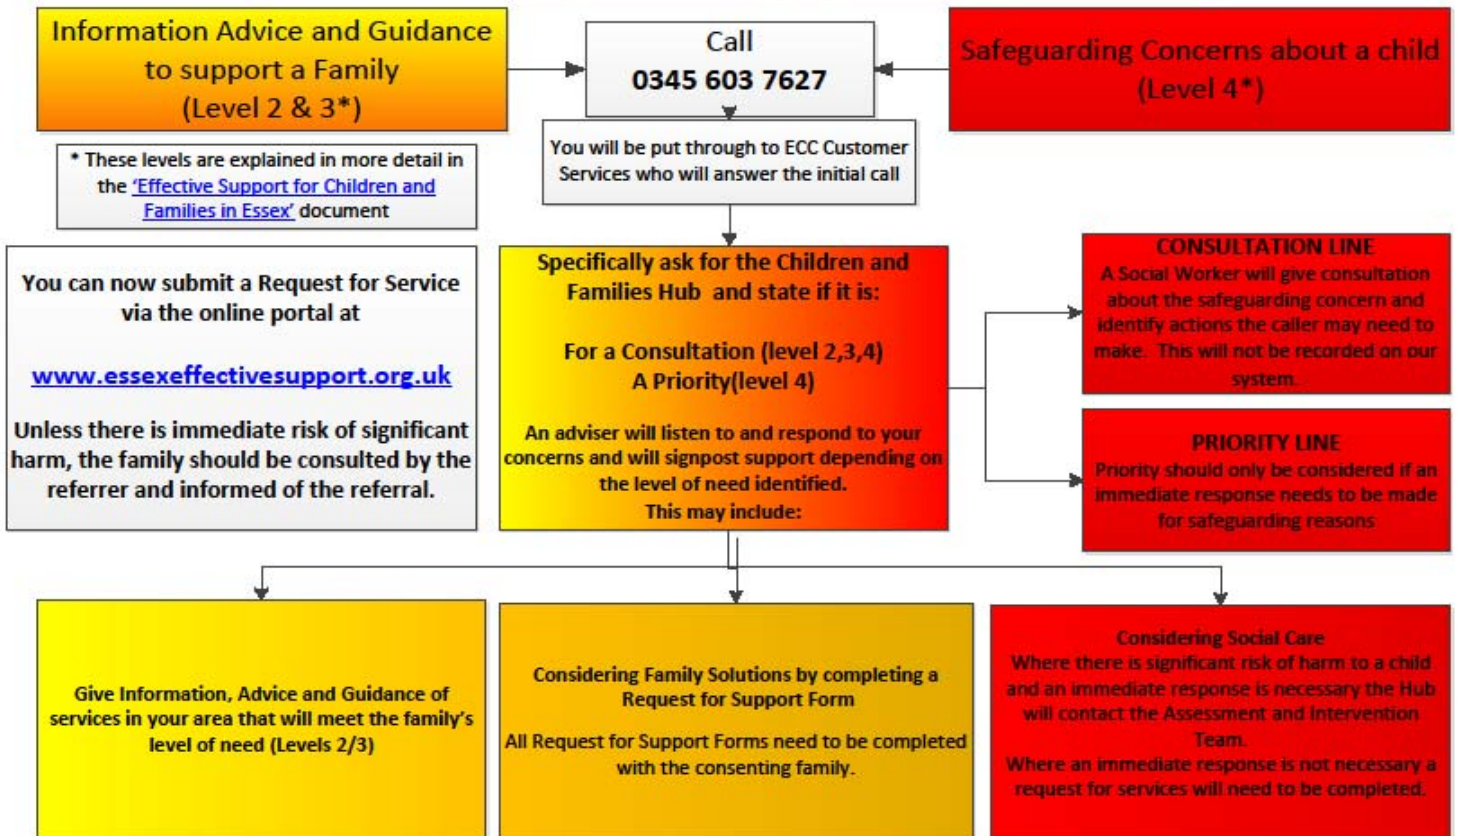 Information Advice and Guidance
to support a Family
(Level 2 & 3*)
Call
0345 603 7627
Safeguarding Concerns about a child
(Level 4*)
* These levels are explained in more detail in
the 'Effective Support for Children and
Families in Essex' document
You will be put through to ECC Customer
Services who will answer the initial call
You can now submit a Request for Service
via the online portal at
www.essexeffectivesupport.org.uk
Unless there is immediate risk of significant
harm, the family should be consulted by the
referrer and informed of the referral.
Specifically ask for the Children and
Families Hub and state if it is:
For a Consultation (level 2,3,4)
A Priority(level 4)
An adviser will listen to and respond to your
concerns and will signpost support depending on
the level of need identified.
This may include:
CONSULTATION LINE
A Social Worker will give consultation
about the safeguarding concern and
identify actions the caller may need to
make. This will not be recorded on our
system.
PRIORITY LINE
Priority should only be considered if an
immediate response needs to be made
for safeguarding reasons
Give Information, Advice and Guidance of
services in your area that will meet the family's
level of need (Levels 2/3)
Considering Family Solutions by completing a
Request for Support Form
All Request for Support Forms need to be completed
with the consenting family.
Considering Social Care
Where there is significant risk of harm to a child
and an immediate response is necessary the Hub
will contact the Assessment and Intervention
Team.
Where an immediate response is not necessary a
request for services will need to be completed.